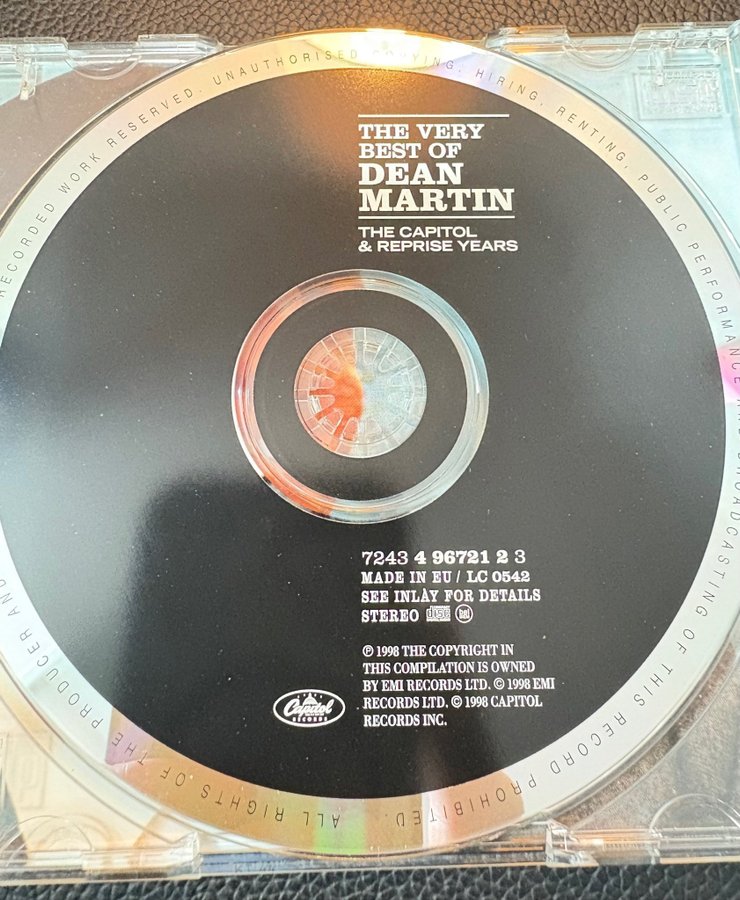 THE VERY
BEST OF
DEAN
MARTIN
THE CAPITOL
& REPRISE YEARS
7243 4 96721 2 3
MADE IN EU / LC 0542
SEE INLAY FOR DETAILS
STEREO disc
℗ 1998 THE COPYRIGHT IN
THIS COMPILATION IS OWNED
BY EMI RECORDS LTD. © 1998 EMI
RECORDS LTD. © 1998 CAPITOL
RECORDS INC.
Capitol
RECORDS
ALL RIGHTS OF THE PRODUCER AND RECORDED WORK RESERVED. UNAUTHORISED COPYING, HIRING, RENTING, PUBLIC PERFORMANCE AND BROADCASTING OF THIS RECORD PROHIBITED.